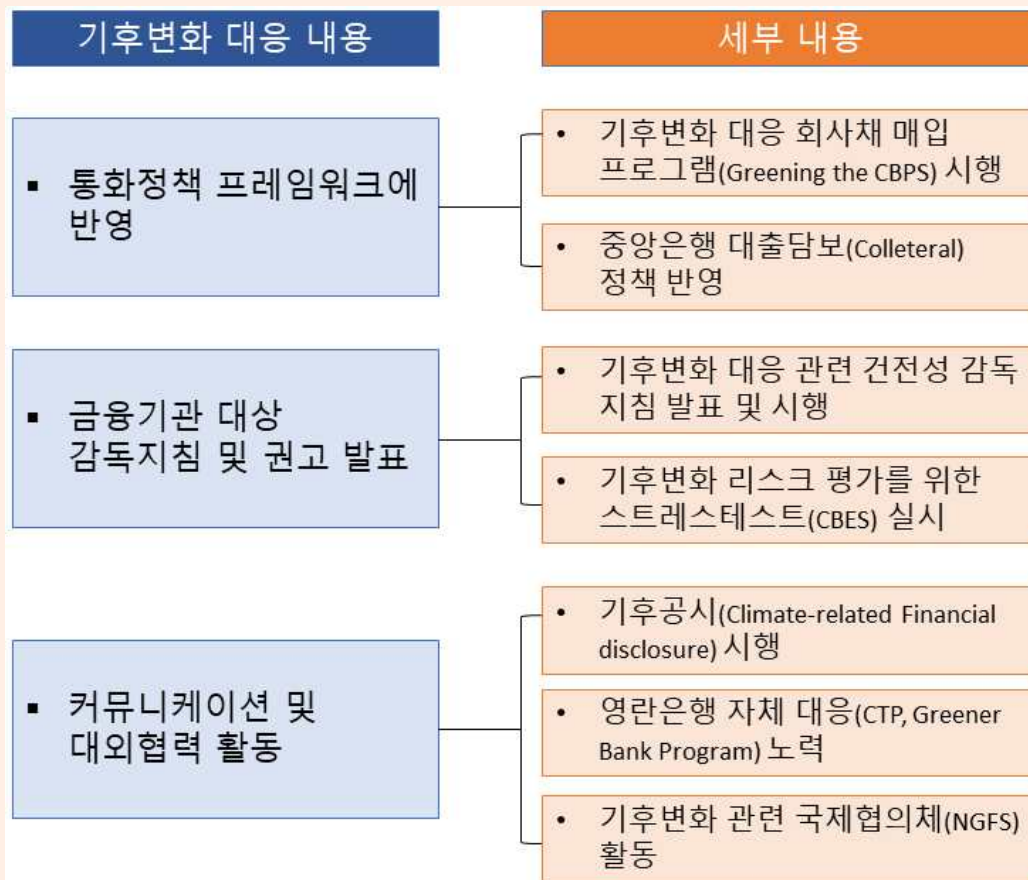 기후변화 대응 내용
세부 내용
▪ 통화정책 프레임워크에
반영
• 기후변화 대응 회사채 매입
프로그램(Greening the CBPS) 시행
• 중앙은행 대출담보(Colleteral)
정책 반영
▪ 금융기관 대상
감독지침 및 권고 발표
• 기후변화 대응 관련 건전성 감독
지침 발표 및 시행
• 기후변화 리스크 평가를 위한
스트레스테스트(CBES) 실시
▪ 커뮤니케이션 및
대외협력 활동
• 기후공시(Climate-related Financial
disclosure) 시행
• 영란은행 자체 대응(CTP, Greener
Bank Program) 노력
• 기후변화 관련 국제협의체(NGFS)
활동